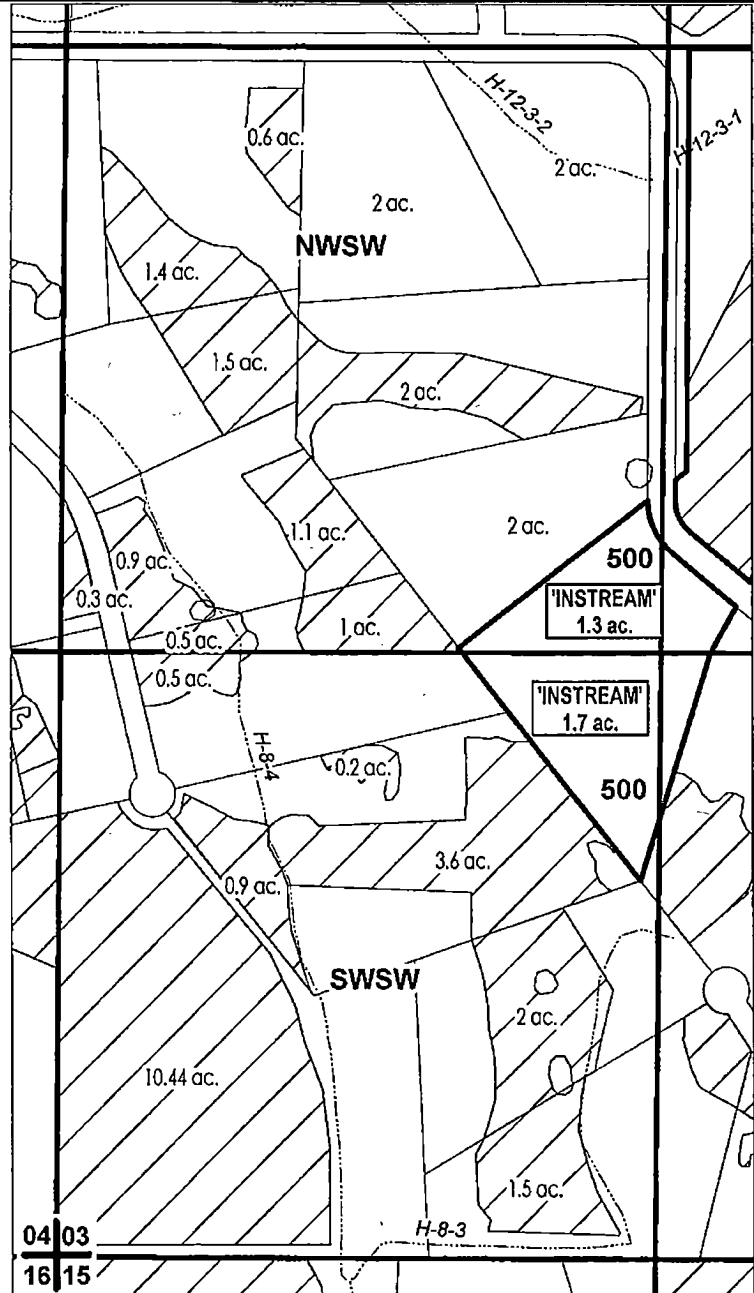 H-12-3-2
H-12-3-1
0.6 ac.
2 ac.
2 ac.
NWSW
1.4 ac.
1.5 ac.
2 ac.
1.1 ac.
2 ac.
0.9 ac.
0.3 ac.
500
'INSTREAM'
1.3 ac.
0.5 ac.
1 ac.
0.5 ac.
'INSTREAM'
1.7 ac.
H-8-4
0.2 ac.
500
3.6 ac.
0.9 ac.
SWSW
2 ac.
10.44 ac.
1.5 ac.
H-8-3
04 03
16 15